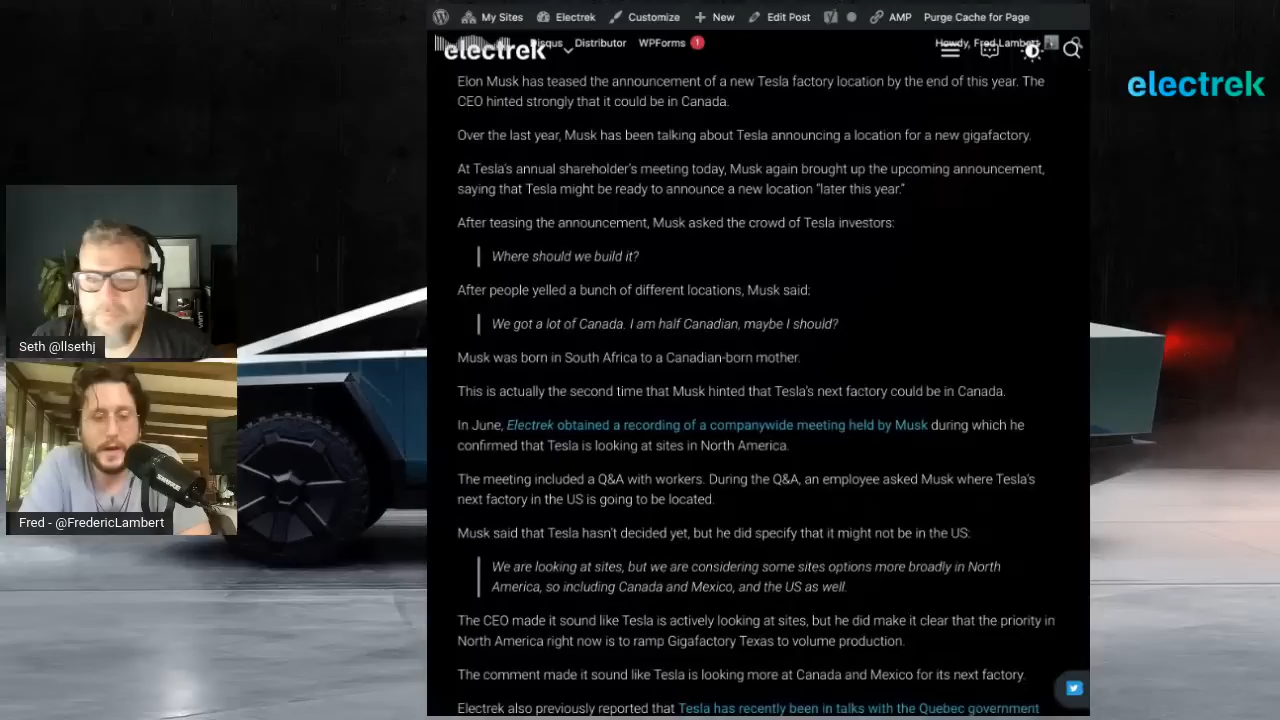 My Sites Electrek Customize New Edit Post AMP Purge Cache for Page
Disqus Distributor WPForms 1 Howdy, Fred Lambert
electrek
electrek
Elon Musk has teased the announcement of a new Tesla factory location by the end of this year. The
CEO hinted strongly that it could be in Canada.
Over the last year, Musk has been talking about Tesla announcing a location for a new gigafactory.
At Tesla's annual shareholder's meeting today, Musk again brought up the upcoming announcement,
saying that Tesla might be ready to announce a new location “later this year.”
After teasing the announcement, Musk asked the crowd of Tesla investors:
Where should we build it?
After people yelled a bunch of different locations, Musk said:
We got a lot of Canada. I am half Canadian, maybe I should?
Musk was born in South Africa to a Canadian-born mother.
This is actually the second time that Musk hinted that Tesla's next factory could be in Canada.
In June, Electrek obtained a recording of a companywide meeting held by Musk during which he
confirmed that Tesla is looking at sites in North America.
The meeting included a Q&A with workers. During the Q&A, an employee asked Musk where Tesla's
next factory in the US is going to be located.
Musk said that Tesla hasn't decided yet, but he did specify that it might not be in the US:
We are looking at sites, but we are considering some sites options more broadly in North
America, so including Canada and Mexico, and the US as well.
The CEO made it sound like Tesla is actively looking at sites, but he did make it clear that the priority in
North America right now is to ramp Gigafactory Texas to volume production.
The comment made it sound like Tesla is looking more at Canada and Mexico for its next factory.
Electrek also previously reported that Tesla has recently been in talks with the Quebec government
Seth @llsethj
Fred - @FredericLambert